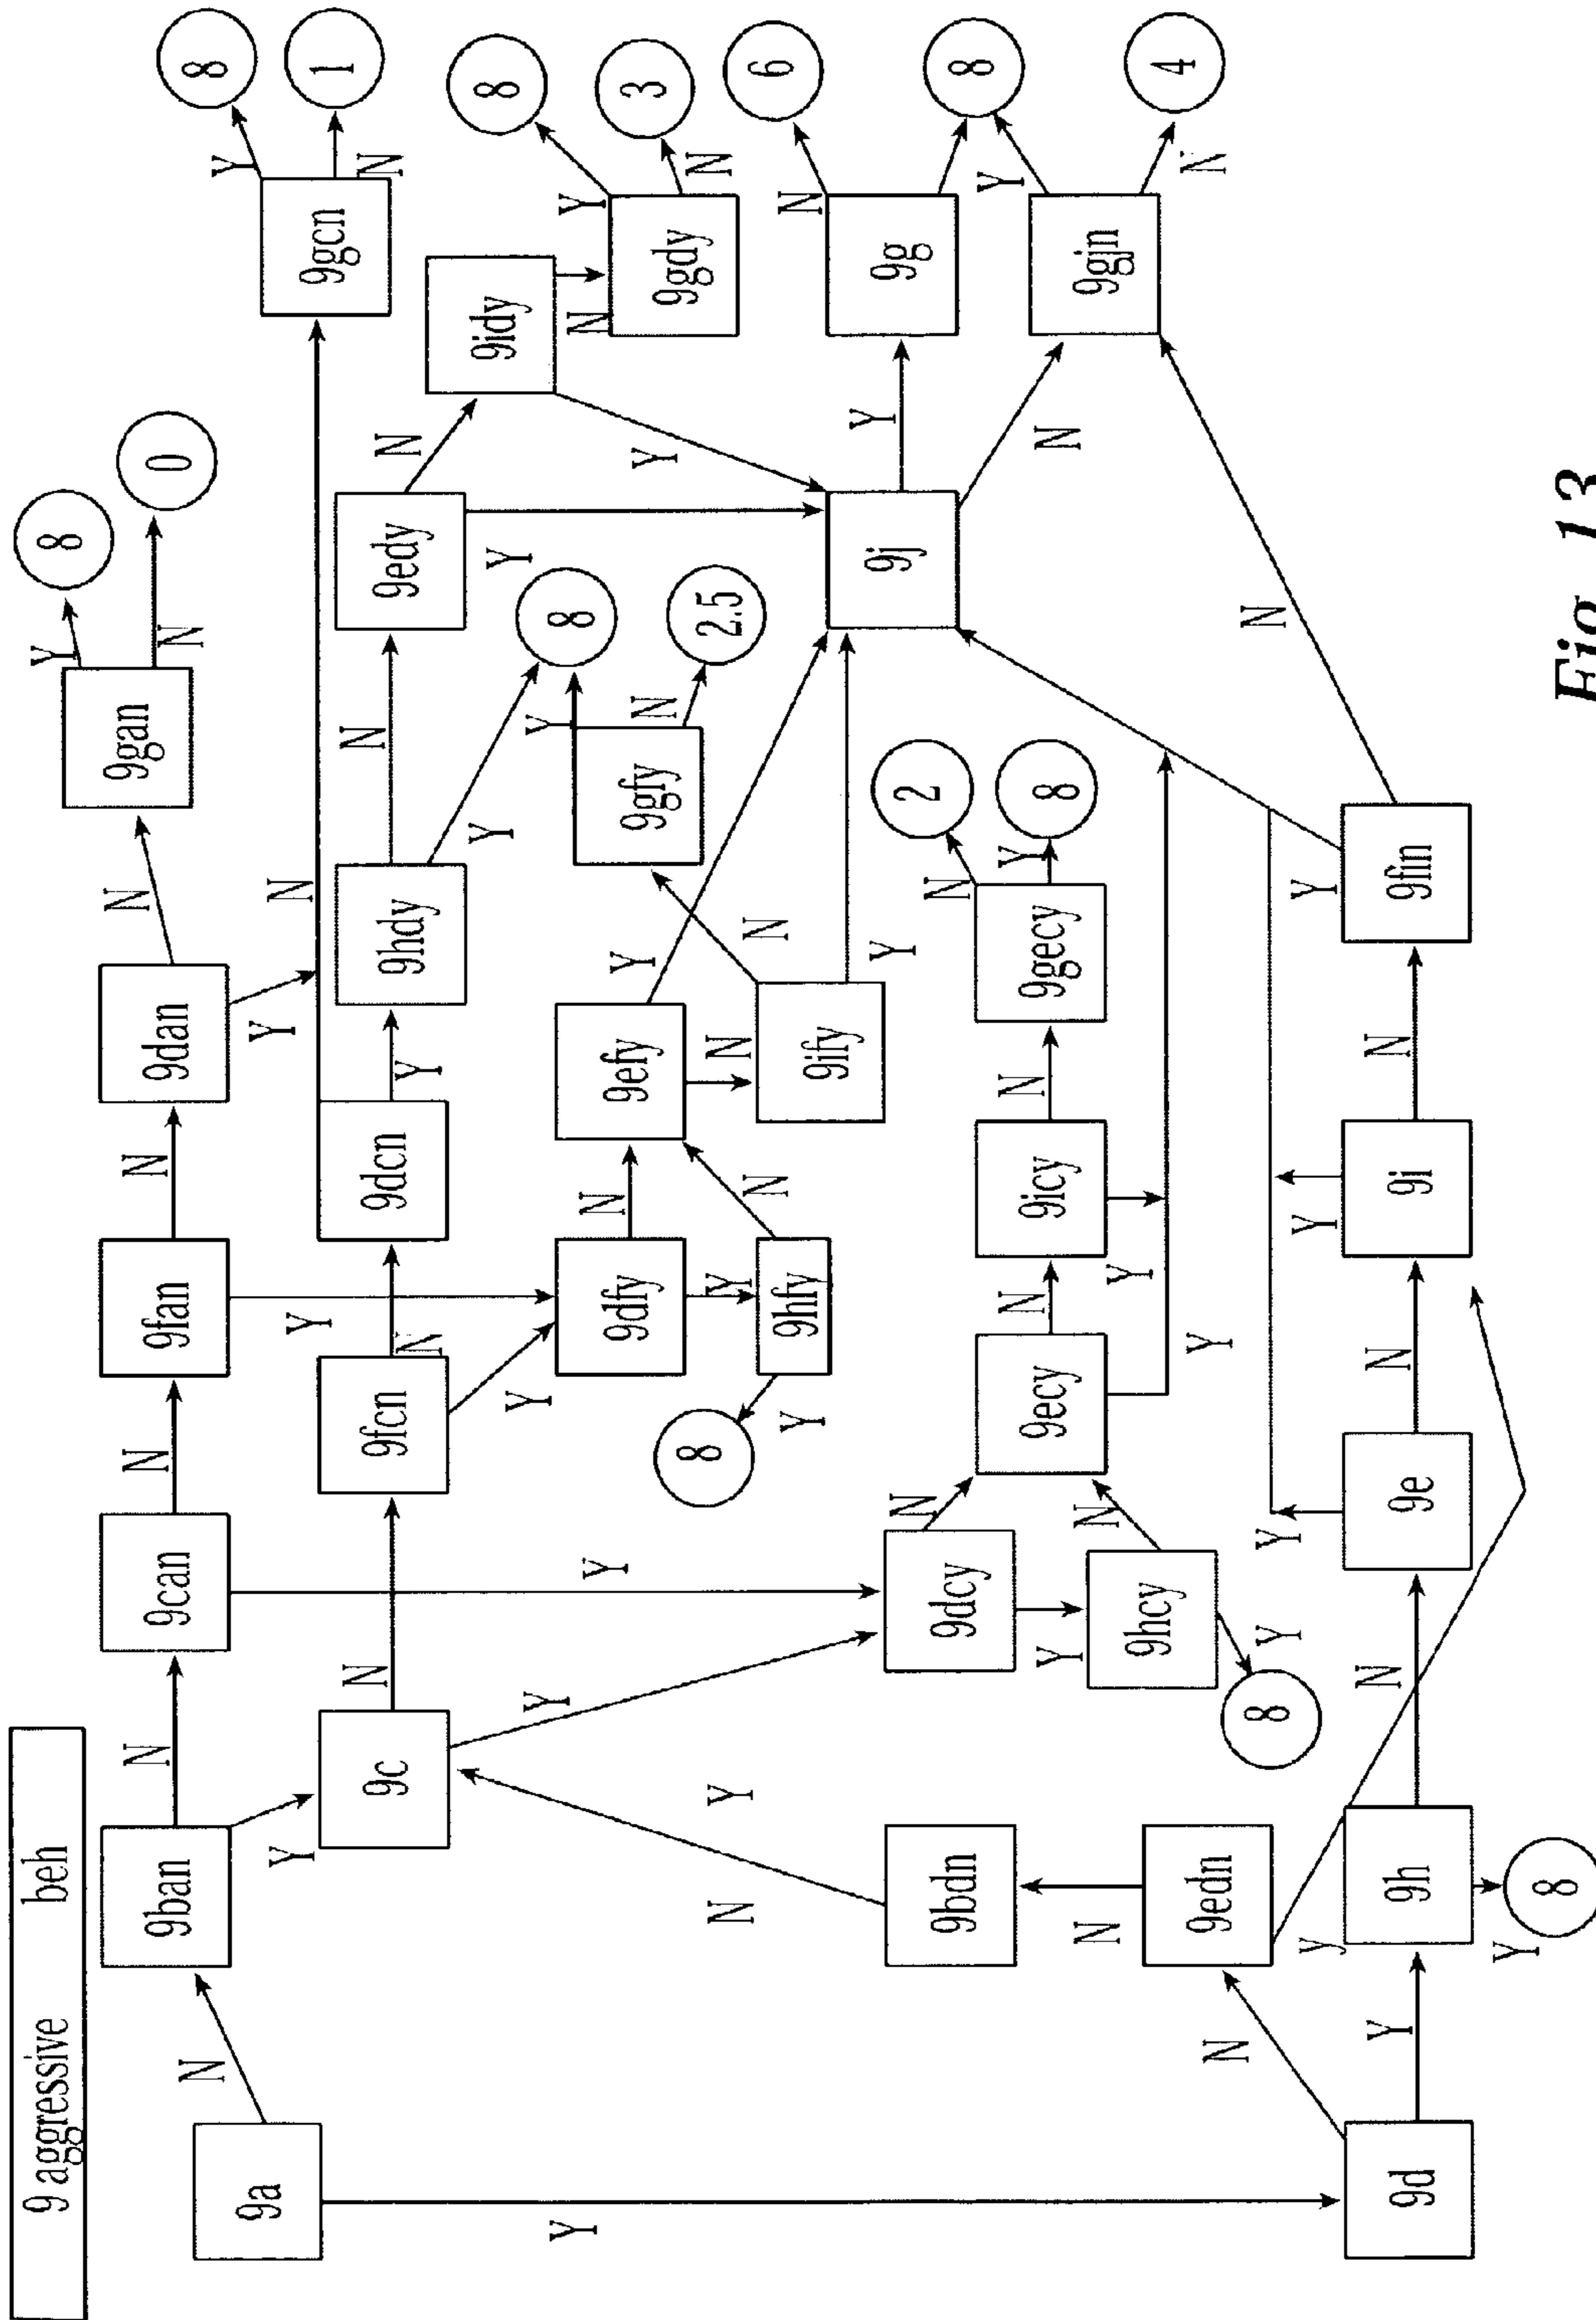 9 aggressive beh
9a
N
Y
9ban
N
Y
9can
N
Y
9fan
N
Y
9dan
N
Y
9gan
Y
N
8
0
9c
N
Y
9fcn
N
Y
9dcn
N
Y
9gcn
Y
N
8
1
9hdy
N
Y
9edy
N
Y
9idy
N
Y
9gdy
Y
N
8
3
9dfy
N
Y
9hfy
N
Y
8
9efy
N
Y
9ify
N
Y
9gfy
Y
N
8
2.5
9dcy
N
Y
9hcy
N
Y
8
9ecy
N
Y
9icy
N
Y
9gecy
N
Y
2
8
9j
Y
N
9g
N
6
8
9gjn
Y
N
4
9bdn
N
Y
9edn
N
y
9d
N
Y
9h
N
Y
8
9e
N
Y
9i
N
Y
9fin
Y
N
Fig. 13